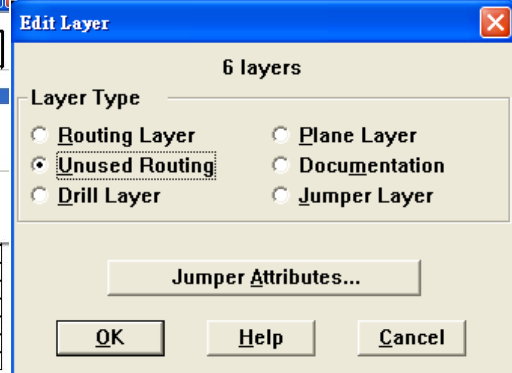 Edit Layer
6 layers
Layer Type
Routing Layer
Plane Layer
Unused Routing
Documentation
Drill Layer
Jumper Layer
Jumper Attributes...
OK
Help
Cancel